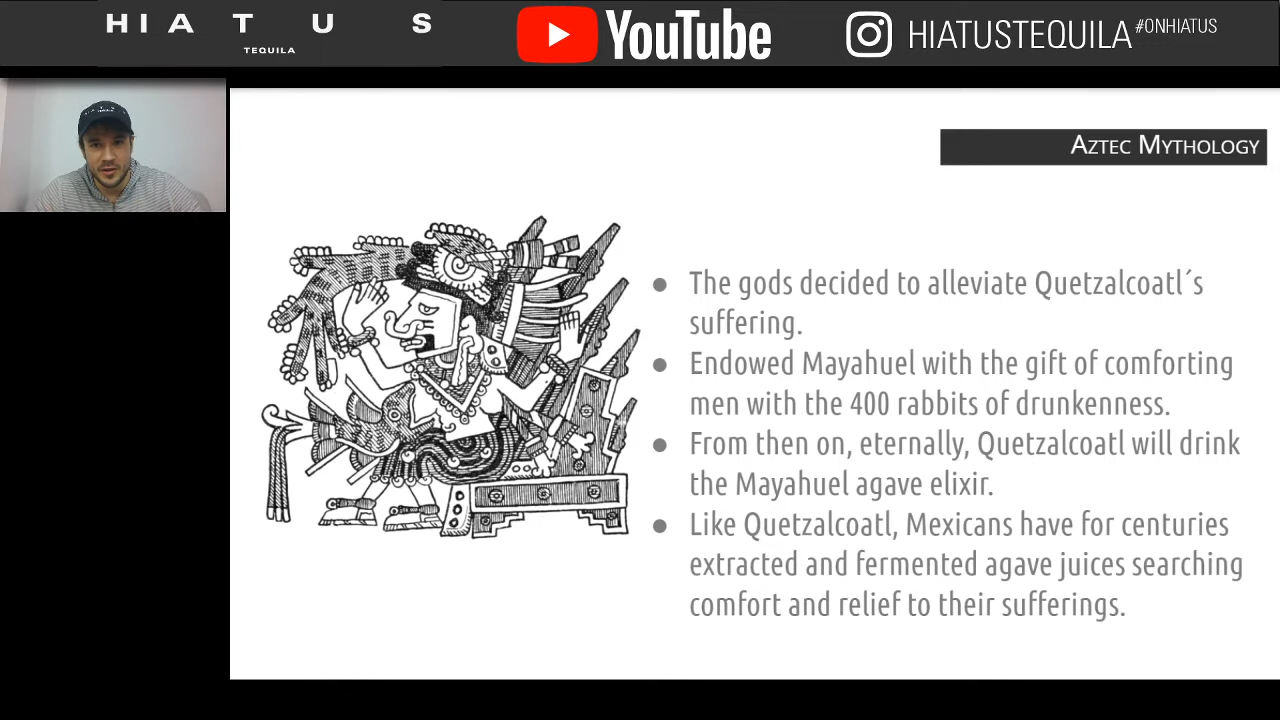 HIATUS
TEQUILA
YouTube
HIATUSTEQUILA #ONHIATUS
Aztec Mythology
● The gods decided to alleviate Quetzalcoatl´s
suffering.
● Endowed Mayahuel with the gift of comforting
men with the 400 rabbits of drunkenness.
● From then on, eternally, Quetzalcoatl will drink
the Mayahuel agave elixir.
● Like Quetzalcoatl, Mexicans have for centuries
extracted and fermented agave juices searching
comfort and relief to their sufferings.